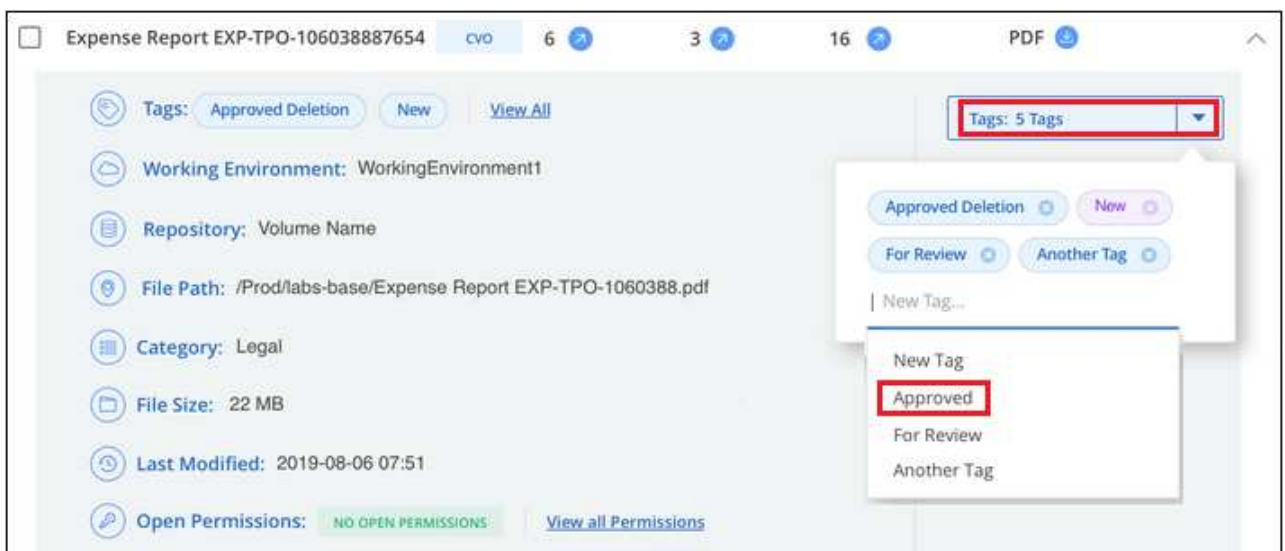 Expense Report EXP-TPO-106038887654 CVO 6 3 16 PDF
Tags: Approved Deletion New View All
Tags: 5 Tags
Working Environment: WorkingEnvironment1
Repository: Volume Name
File Path: /Prod/labs-base/Expense Report EXP-TPO-1060388.pdf
Category: Legal
File Size: 22 MB
Last Modified: 2019-08-06 07:51
Open Permissions: NO OPEN PERMISSIONS View all Permissions
Approved Deletion New
For Review Another Tag
New Tag...
New Tag
Approved
For Review
Another Tag